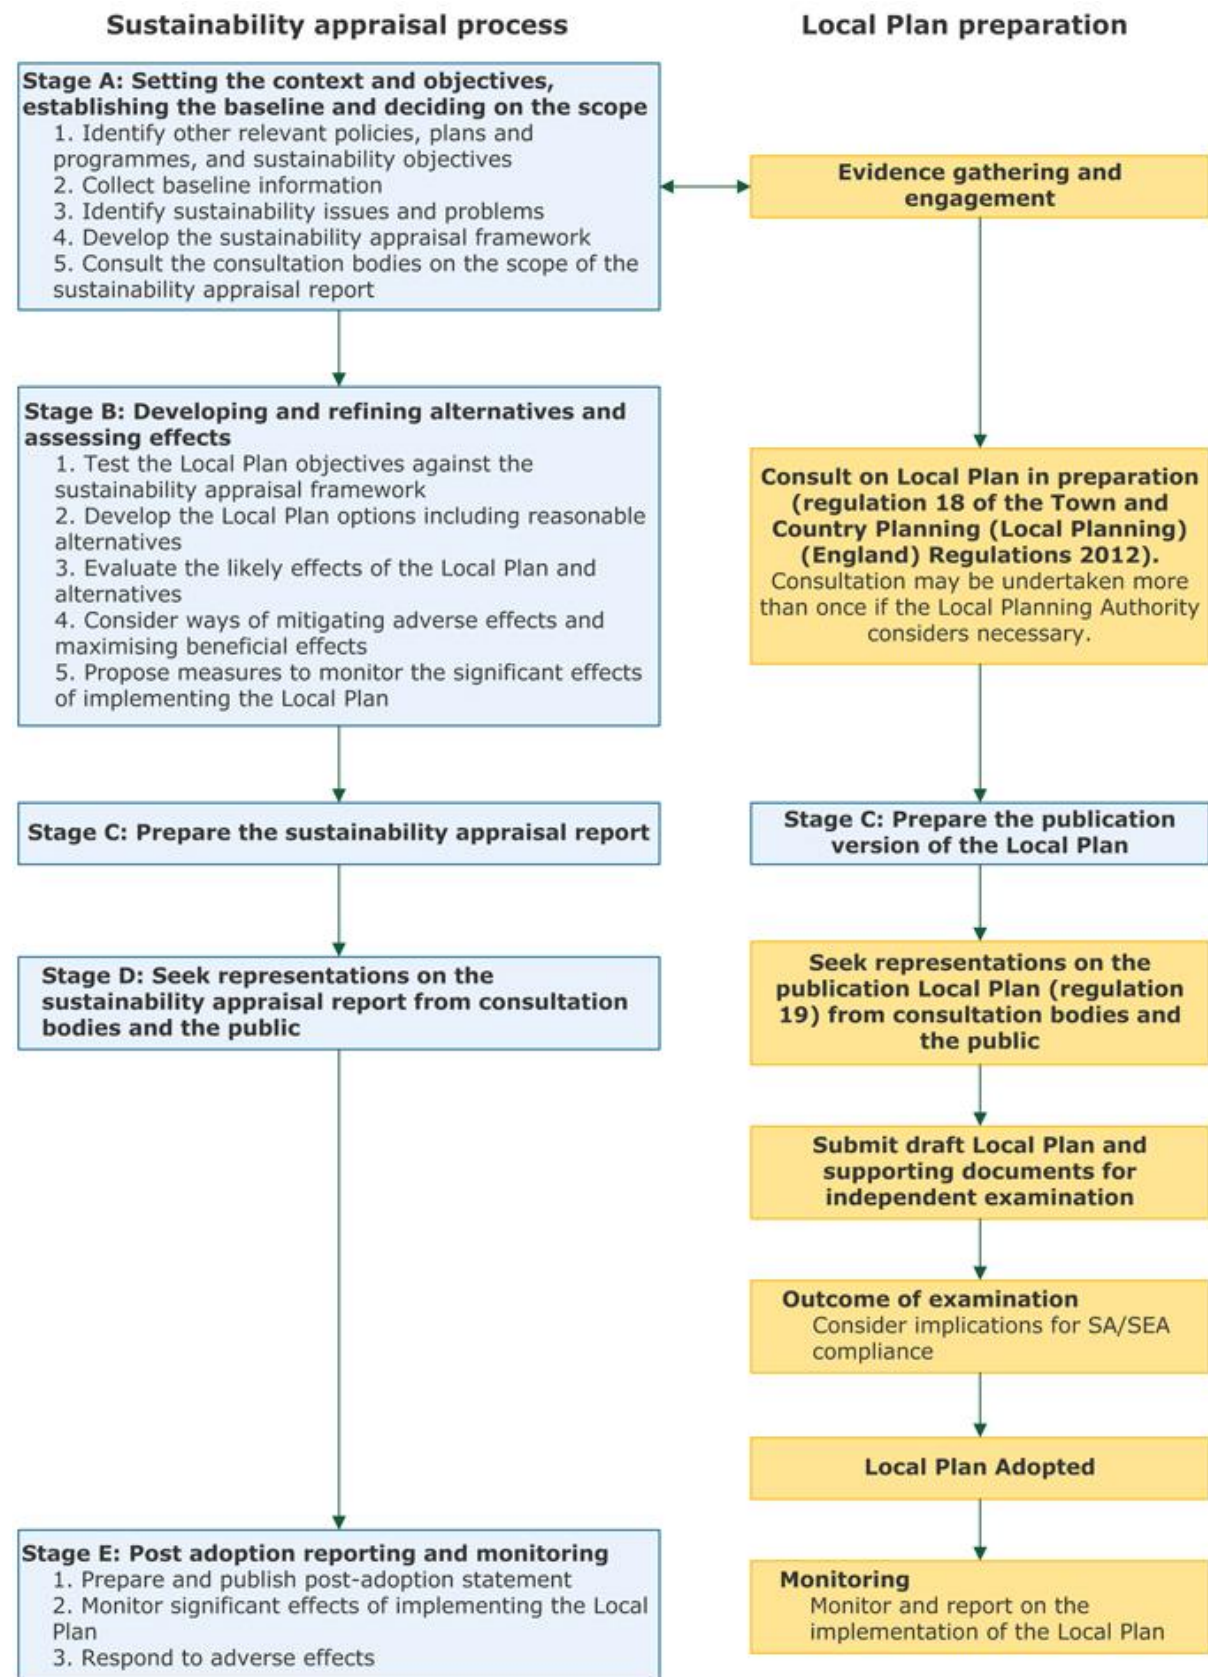 Sustainability appraisal process
Local Plan preparation
Stage A: Setting the context and objectives,
establishing the baseline and deciding on the scope
1. Identify other relevant policies, plans and
programmes, and sustainability objectives
2. Collect baseline information
3. Identify sustainability issues and problems
4. Develop the sustainability appraisal framework
5. Consult the consultation bodies on the scope of the
sustainability appraisal report
Evidence gathering and
engagement
Stage B: Developing and refining alternatives and
assessing effects
1. Test the Local Plan objectives against the
sustainability appraisal framework
2. Develop the Local Plan options including reasonable
alternatives
3. Evaluate the likely effects of the Local Plan and
alternatives
4. Consider ways of mitigating adverse effects and
maximising beneficial effects
5. Propose measures to monitor the significant effects
of implementing the Local Plan
Consult on Local Plan in preparation
(regulation 18 of the Town and
Country Planning (Local Planning)
(England) Regulations 2012).
Consultation may be undertaken more
than once if the Local Planning Authority
considers necessary.
Stage C: Prepare the sustainability appraisal report
Stage C: Prepare the publication
version of the Local Plan
Stage D: Seek representations on the
sustainability appraisal report from consultation
bodies and the public
Seek representations on the
publication Local Plan (regulation
19) from consultation bodies and
the public
Submit draft Local Plan and
supporting documents for
independent examination
Outcome of examination
Consider implications for SA/SEA
compliance
Local Plan Adopted
Stage E: Post adoption reporting and monitoring
1. Prepare and publish post-adoption statement
2. Monitor significant effects of implementing the Local
Plan
3. Respond to adverse effects
Monitoring
Monitor and report on the
implementation of the Local Plan